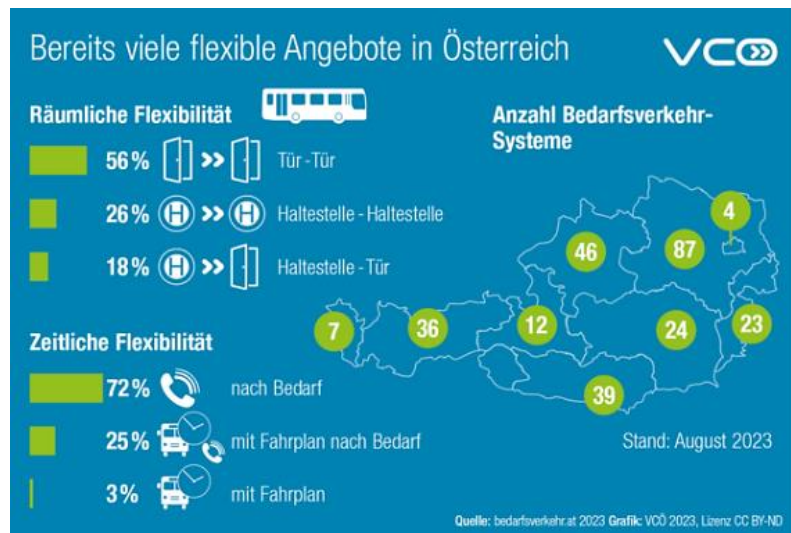 Bereits viele flexible Angebote in Österreich
VCÖ
Räumliche Flexibilität
56% Tür-Tür
26% H H Haltestelle-Haltestelle
18% H Haltestelle-Tür
Zeitliche Flexibilität
72% nach Bedarf
25% mit Fahrplan nach Bedarf
3% mit Fahrplan
Anzahl Bedarfsverkehr-
Systeme
4
46
87
7
36
12
24
23
39
Stand: August 2023
Quelle: bedarfsverkehr.at 2023 Grafik: VCÖ 2023, Lizenz CC BY-ND